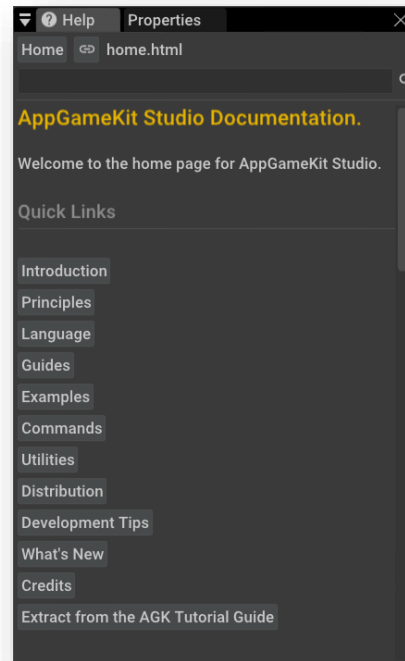 Help Properties
Home home.html
AppGameKit Studio Documentation.
Welcome to the home page for AppGameKit Studio.
Quick Links
Introduction
Principles
Language
Guides
Examples
Commands
Utilities
Distribution
Development Tips
What's New
Credits
Extract from the AGK Tutorial Guide